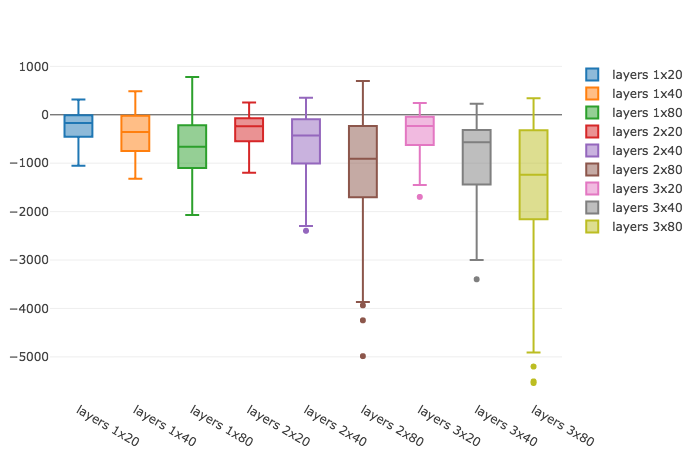 1000
0
−1000
−2000
−3000
−4000
−5000
layers 1x20
layers 1x40
layers 1x80
layers 2x20
layers 2x40
layers 2x80
layers 3x20
layers 3x40
layers 3x80
layers 1x20
layers 1x40
layers 1x80
layers 2x20
layers 2x40
layers 2x80
layers 3x20
layers 3x40
layers 3x80